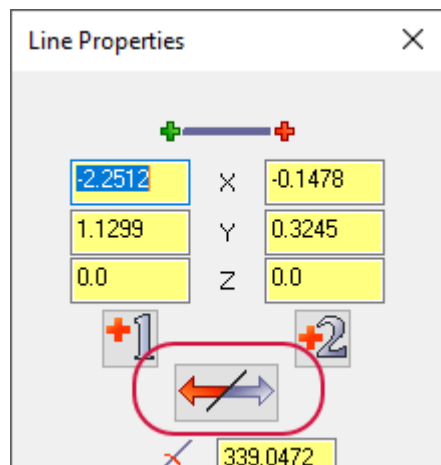 Line Properties
-2.2512 X -0.1478
1.1299 Y 0.3245
0.0 Z 0.0
+1 +2
339.0472